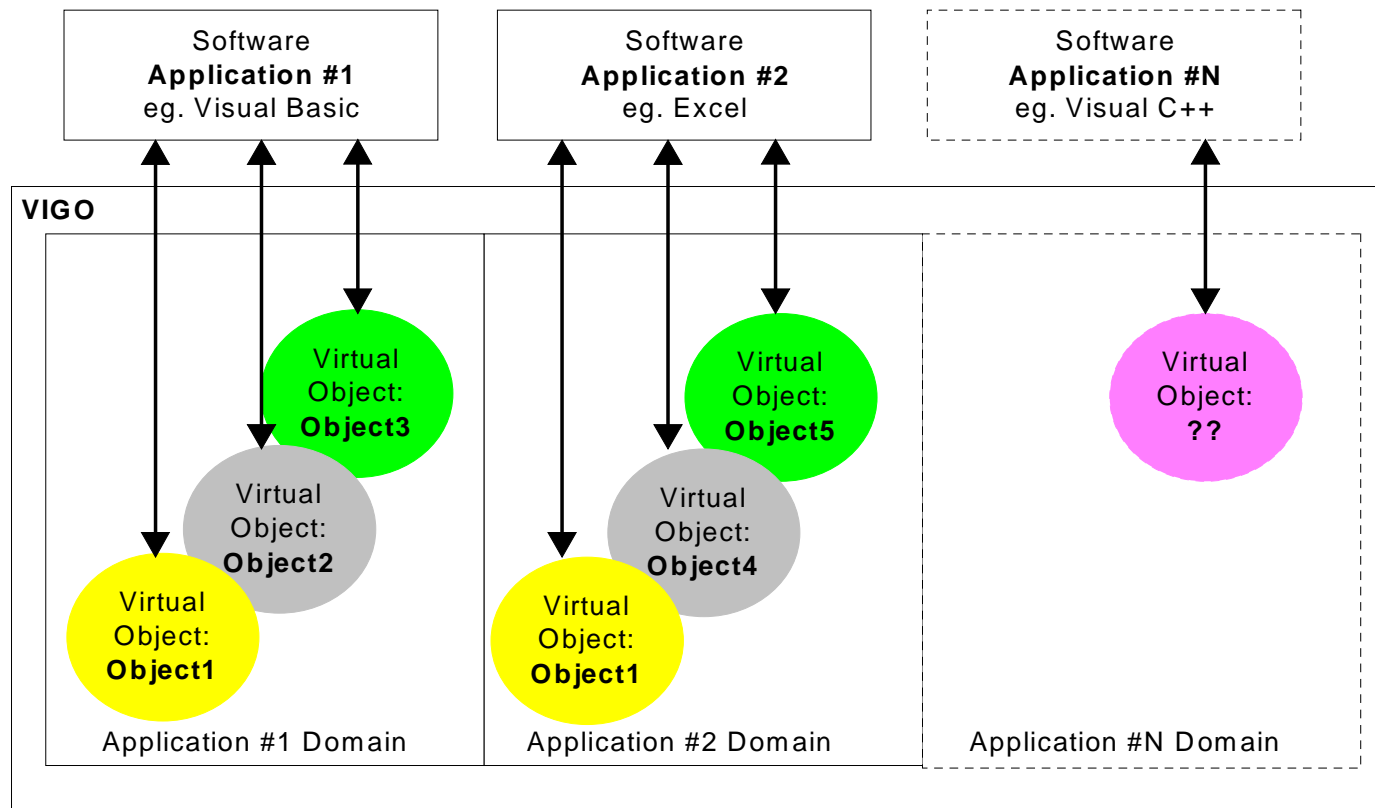 Software
Application #1
eg. Visual Basic
Software
Application #2
eg. Excel
Software
Application #N
eg. Visual C++
VIGO
Virtual
Object:
Object3
Virtual
Object:
Object2
Virtual
Object:
Object1
Application #1 Domain
Virtual
Object:
Object5
Virtual
Object:
Object4
Virtual
Object:
Object1
Application #2 Domain
Virtual
Object:
??
Application #N Domain